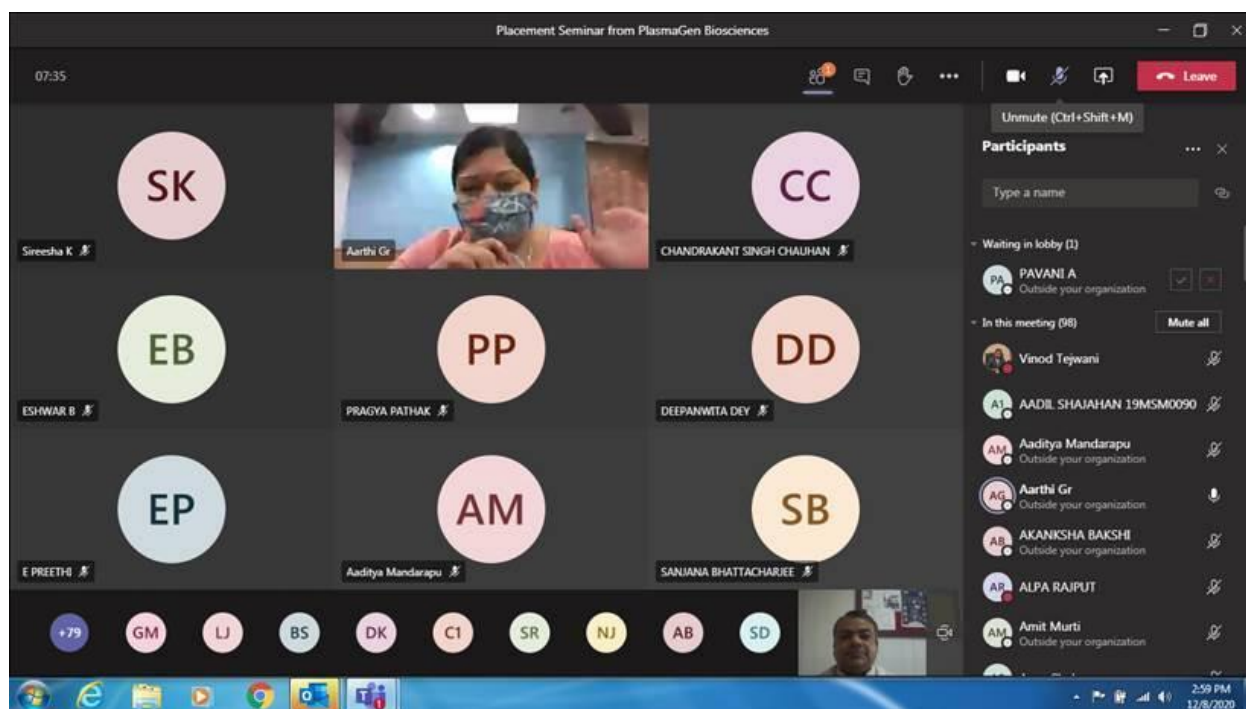 Placement Seminar from PlasmaGen Biosciences
07:35
1
Leave
Unmute (Ctrl+Shift+M)
SK
Sireesha K
Aarthi Gr
CC
CHANDRAKANT SINGH CHAUHAN
EB
ESHWAR B
PP
PRAGYA PATHAK
DD
DEEPANWITA DEY
EP
E PREETHI
AM
Aaditya Mandarapu
SB
SANJANA BHATTACHARJEE
+79
GM
LJ
BS
DK
C1
SR
NJ
AB
SD
Participants
Type a name
Waiting in lobby (1)
PA
PAVANI A
Outside your organization
In this meeting (98)
Mute all
Vinod Tejwani
A1
AADIL SHAJAHAN 19MSM0090
AM
Aaditya Mandarapu
Outside your organization
AG
Aarthi Gr
Outside your organization
AB
AKANKSHA BAKSHI
Outside your organization
AR
ALPA RAJPUT
AM
Amit Murti
Outside your organization
2:59 PM
12/8/2020